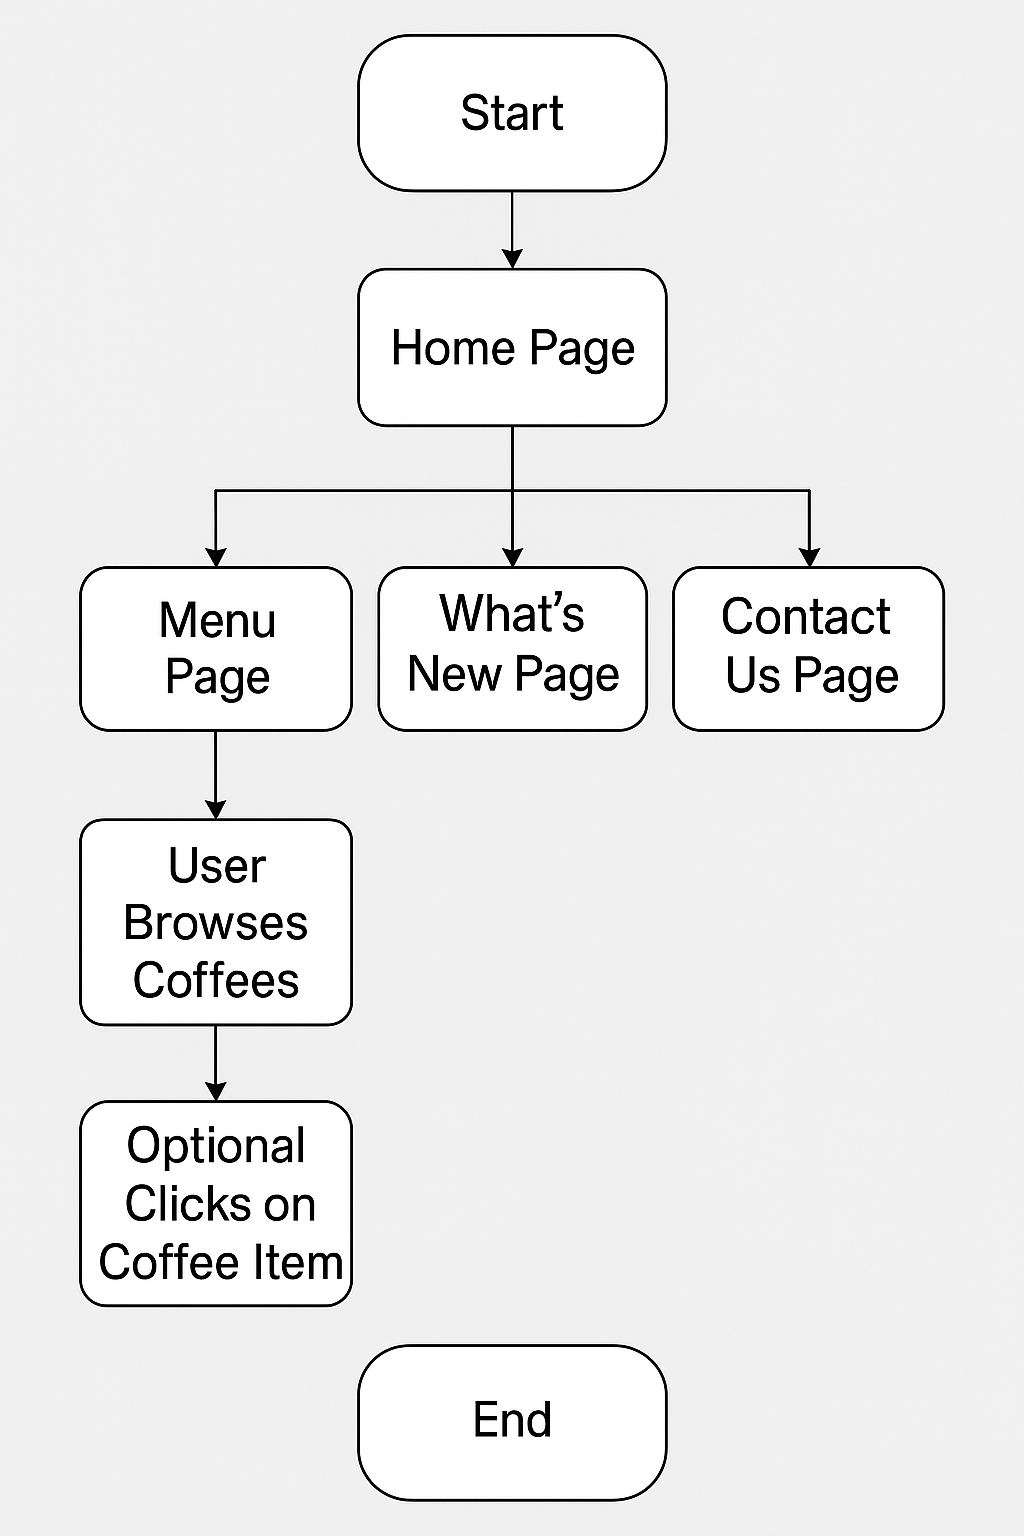 Start
Home Page
Menu
Page
What’s
New Page
Contact
Us Page
User
Browses
Coffees
Optional
Clicks on
Coffee Item
End